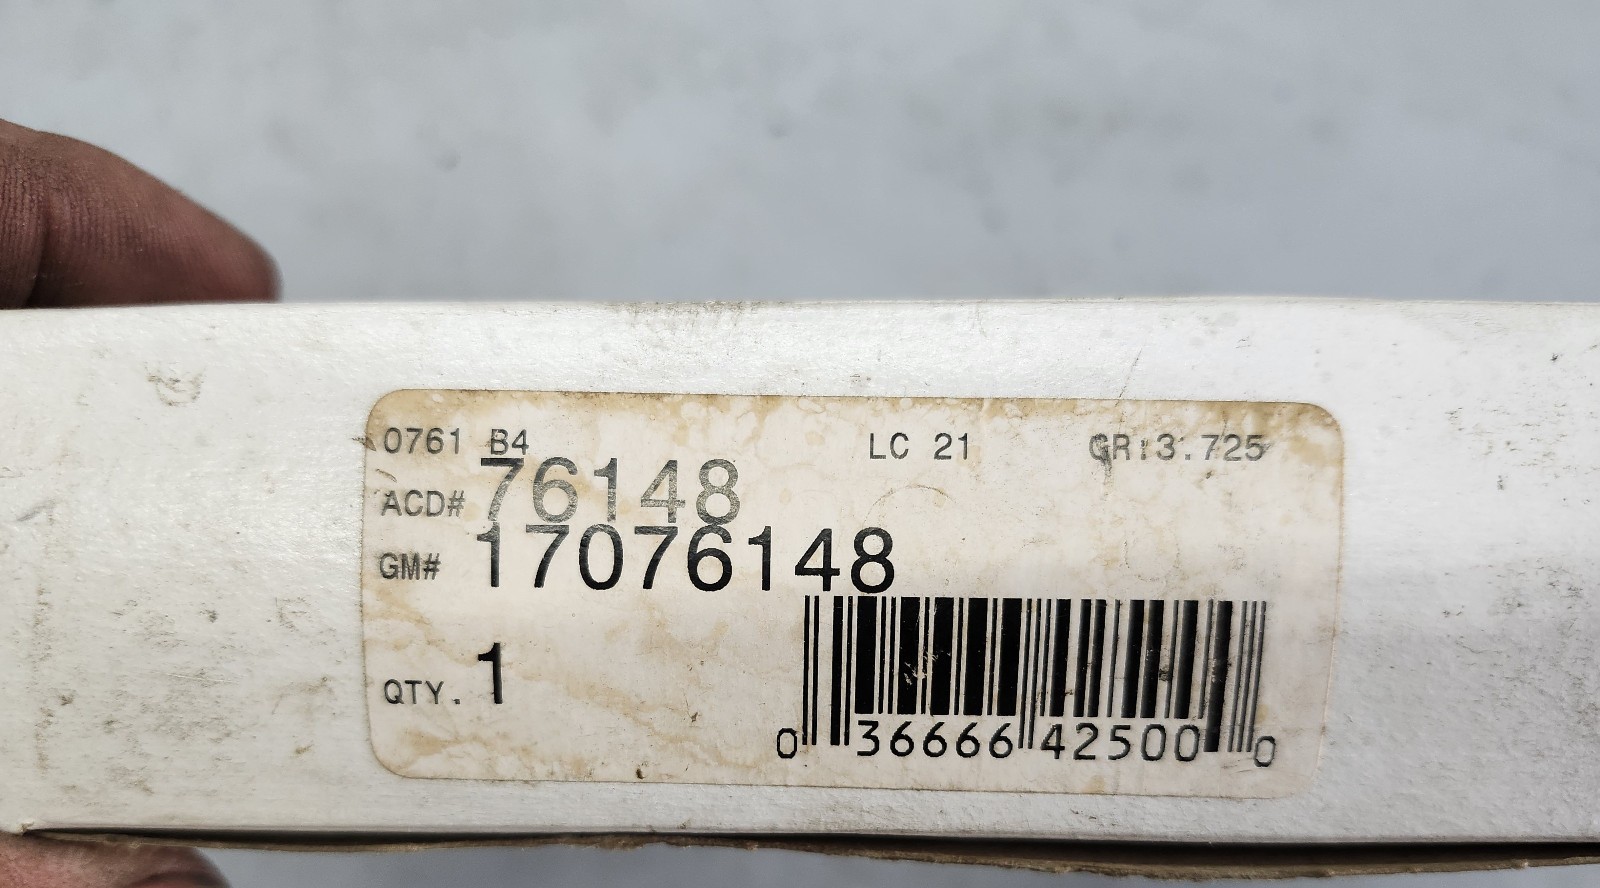 0761 B4 LC 21 GR:3.725
ACD# 76148
GM# 17076148
QTY. 1
0 36666 42500 0